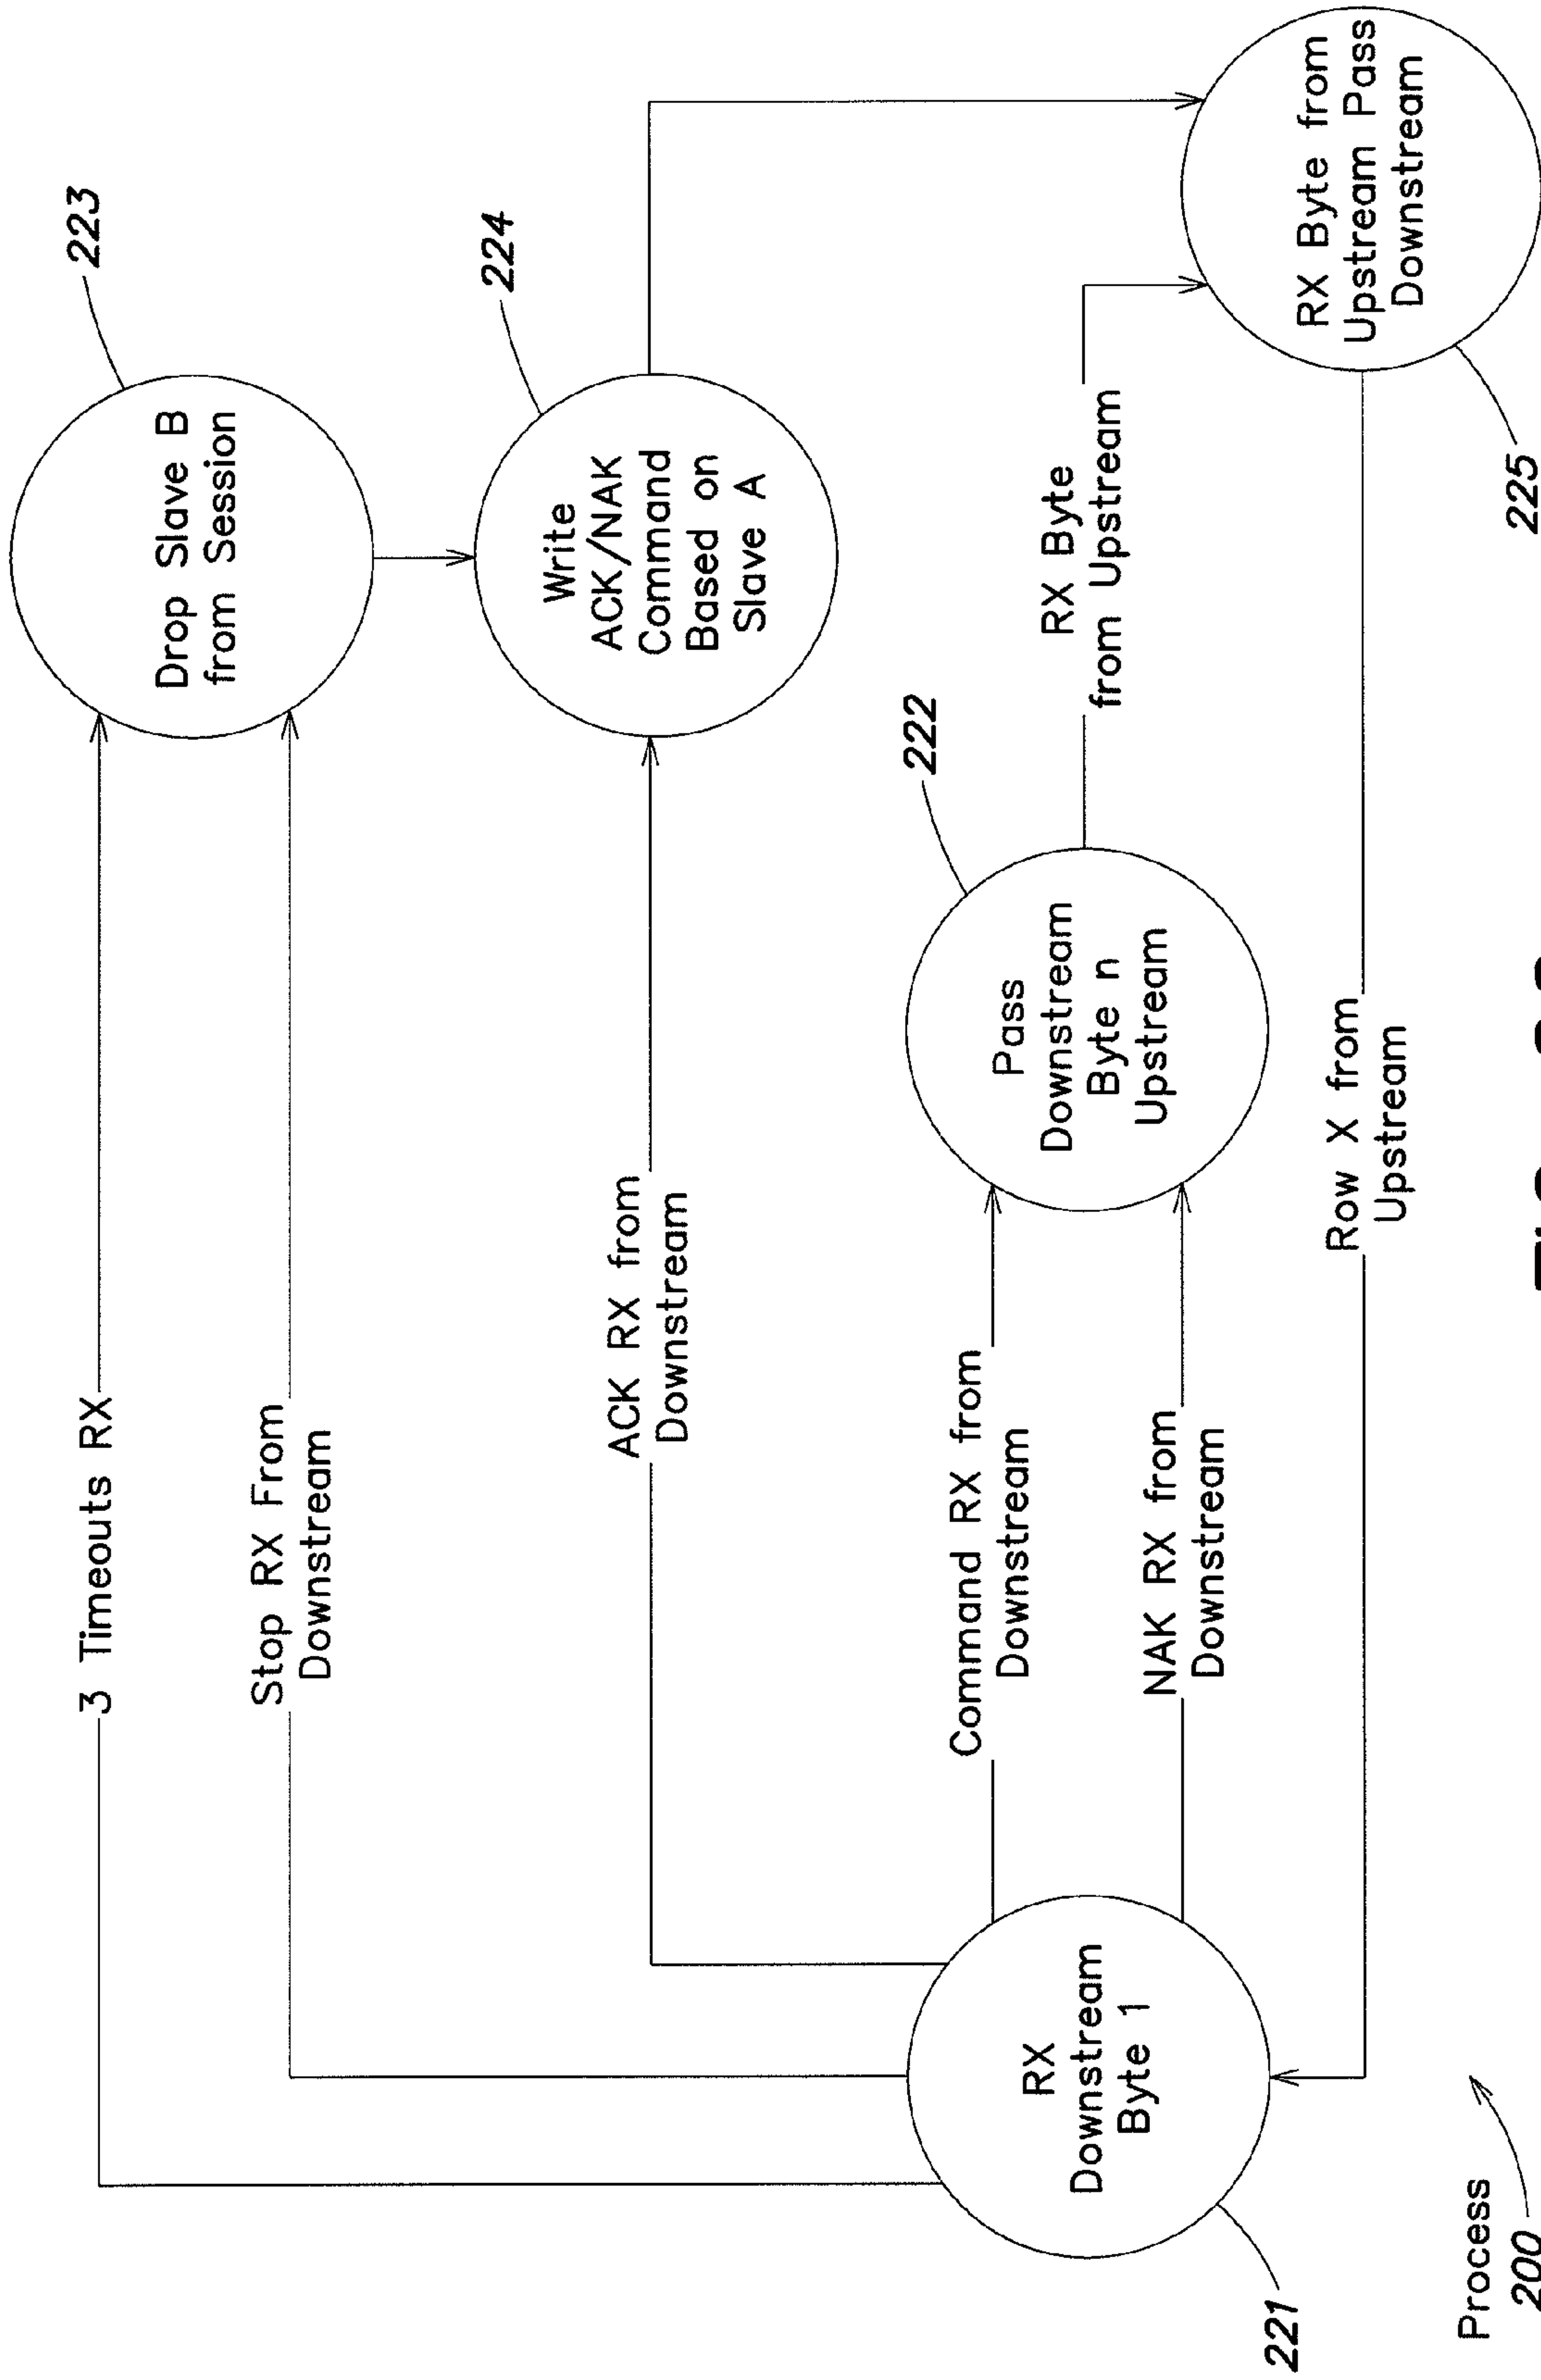 3 Timeouts RX
Stop RX From
Downstream
Drop Slave B
from Session
223
ACK RX from
Downstream
Write
ACK/NAK
Command
Based on
Slave A
224
Command RX from
Downstream
NAK RX from
Downstream
Pass
Downstream
Byte n
Upstream
222
RX Byte
from Upstream
RX
Downstream
Byte 1
221
Row X from
Upstream
RX Byte from
Upstream Pass
Downstream
225
Process
200